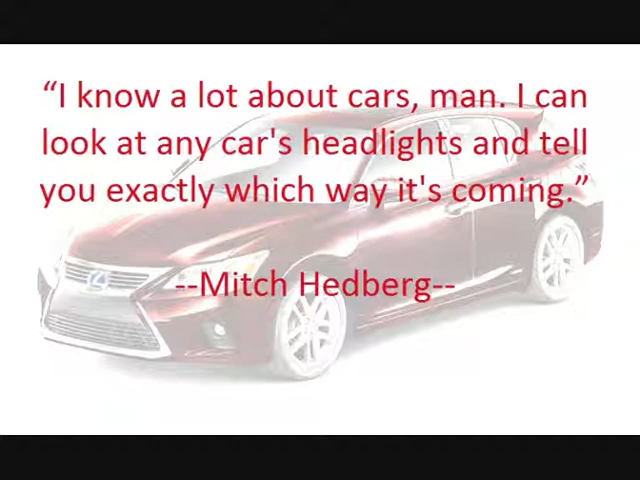 “I know a lot about cars, man. I can
look at any car's headlights and tell
you exactly which way it's coming.”
--Mitch Hedberg--